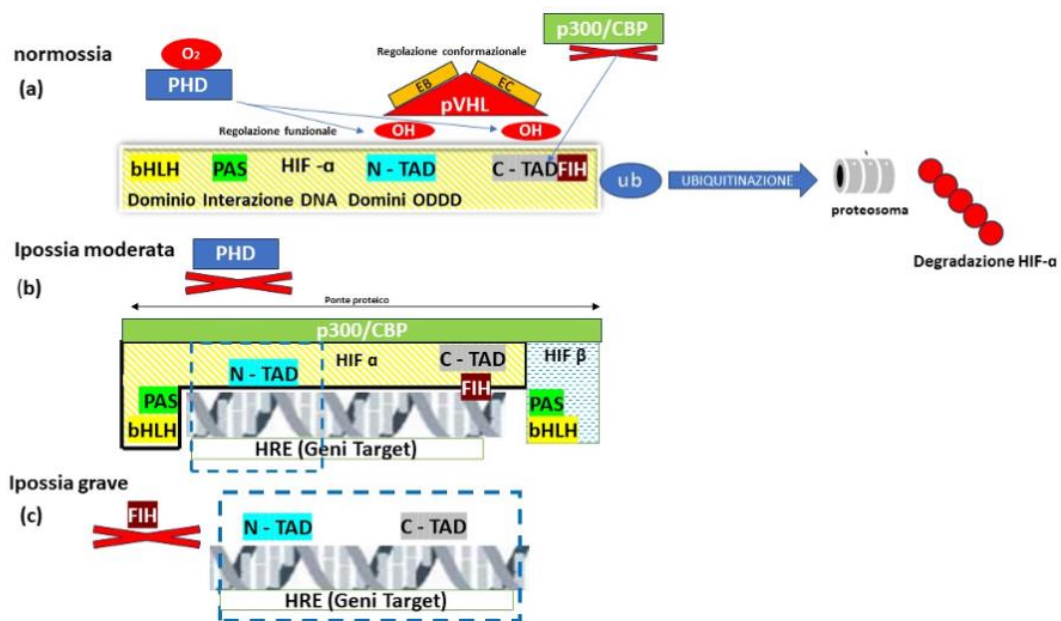 p300/CBP
normossia
O2
Regolazione conformazionale
(a)
PHD
EB
EC
pVHL
Regolazione funzionale
OH
OH
bHLH
PAS
HIF -α
N - TAD
C - TAD
FIH
ub
UBIQUITINAZIONE
Dominio Interazione DNA Domini ODDD
proteosoma
Degradazione HIF-α
Ipossia moderata
PHD
(b)
Ponte proteico
p300/CBP
HIF α
C - TAD
HIF β
N - TAD
FIH
PAS
PAS
bHLH
bHLH
HRE (Geni Target)
Ipossia grave
(c)
FIH
N - TAD
C - TAD
HRE (Geni Target)